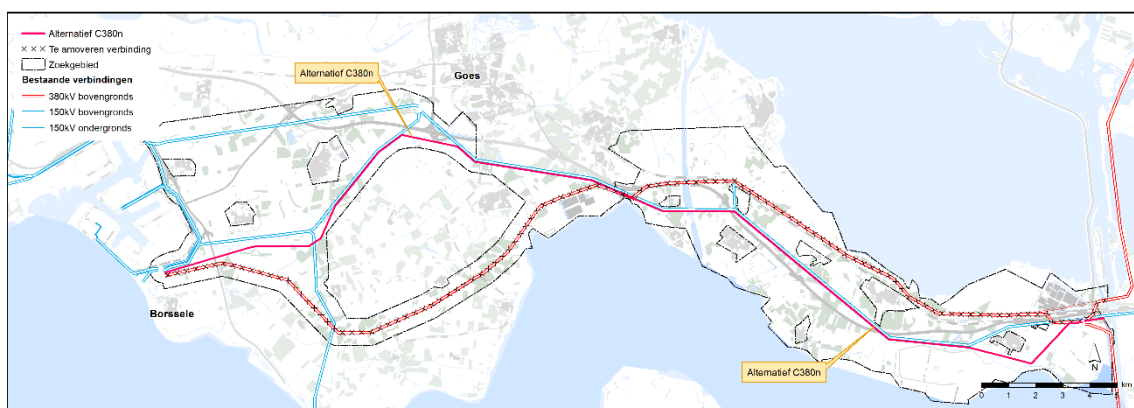 Alternatief C380n
× × × Te amoveren verbinding
Zoekgebied
Bestaande verbindingen
380kV bovengronds
150kV bovengronds
150kV ondergronds
Alternatief C380n
Goes
Borssele
Alternatief C380n
N
km
0 1 2 3 4 5